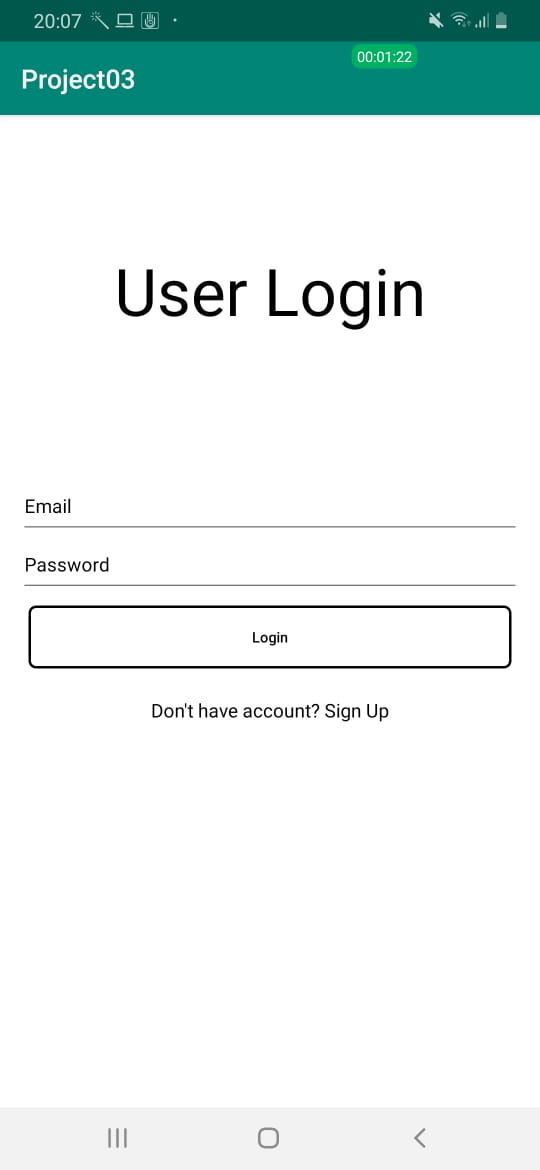 20:07
00:01:22
Project03
User Login
Email
Password
Login
Don't have account? Sign Up